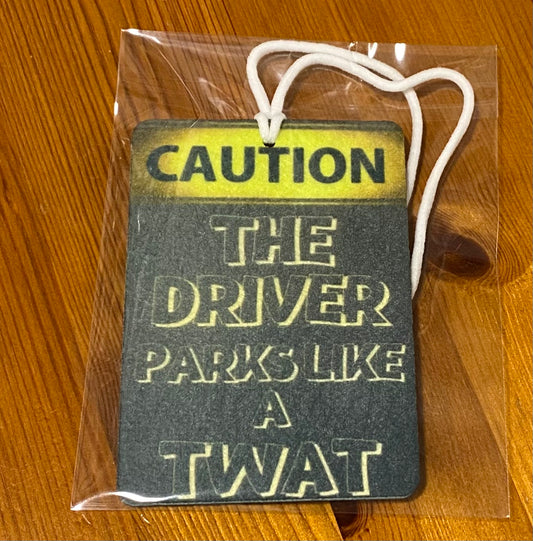 CAUTION
THE
DRIVER
PARKS LIKE
A
TWAT